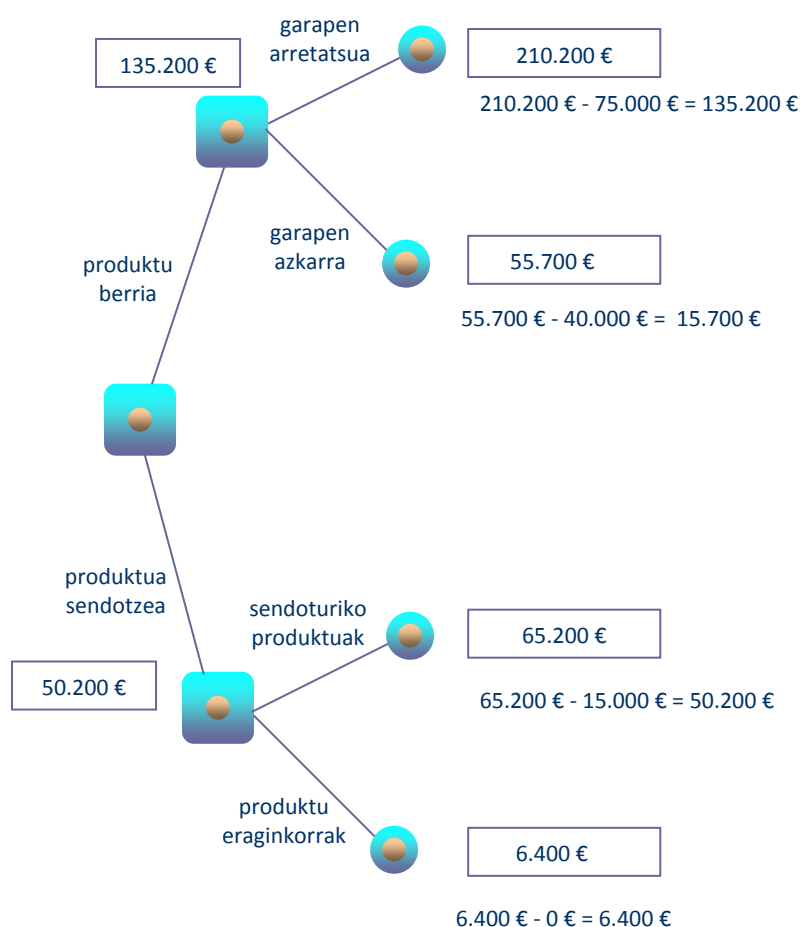 garapen
arretatsua
135.200 €
210.200 €
210.200 € - 75.000 € = 135.200 €
garapen
azkarra
55.700 €
55.700 € - 40.000 € = 15.700 €
produktu
berria
produktua
sendotzea
sendoturiko
produktuak
65.200 €
65.200 € - 15.000 € = 50.200 €
50.200 €
produktu
eraginkorrak
6.400 €
6.400 € - 0 € = 6.400 €